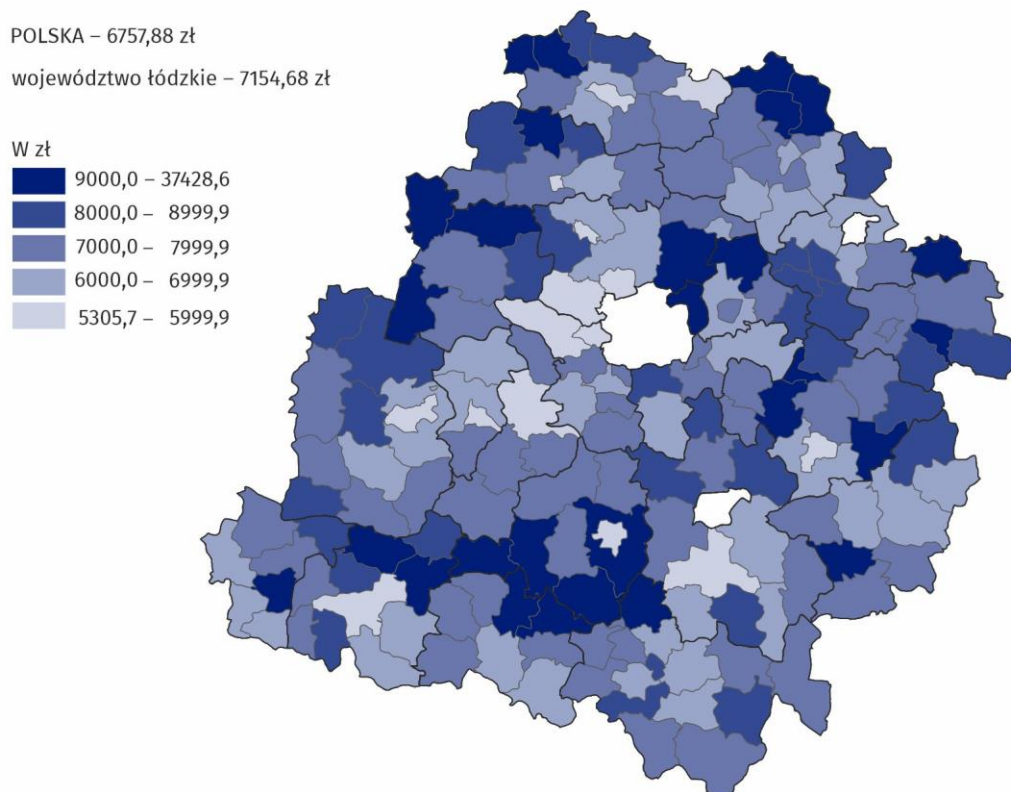 POLSKA – 6757,88 zł
województwo łódzkie – 7154,68 zł
W zł
9000,0 – 37428,6
8000,0 – 8999,9
7000,0 – 7999,9
6000,0 – 6999,9
5305,7 – 5999,9